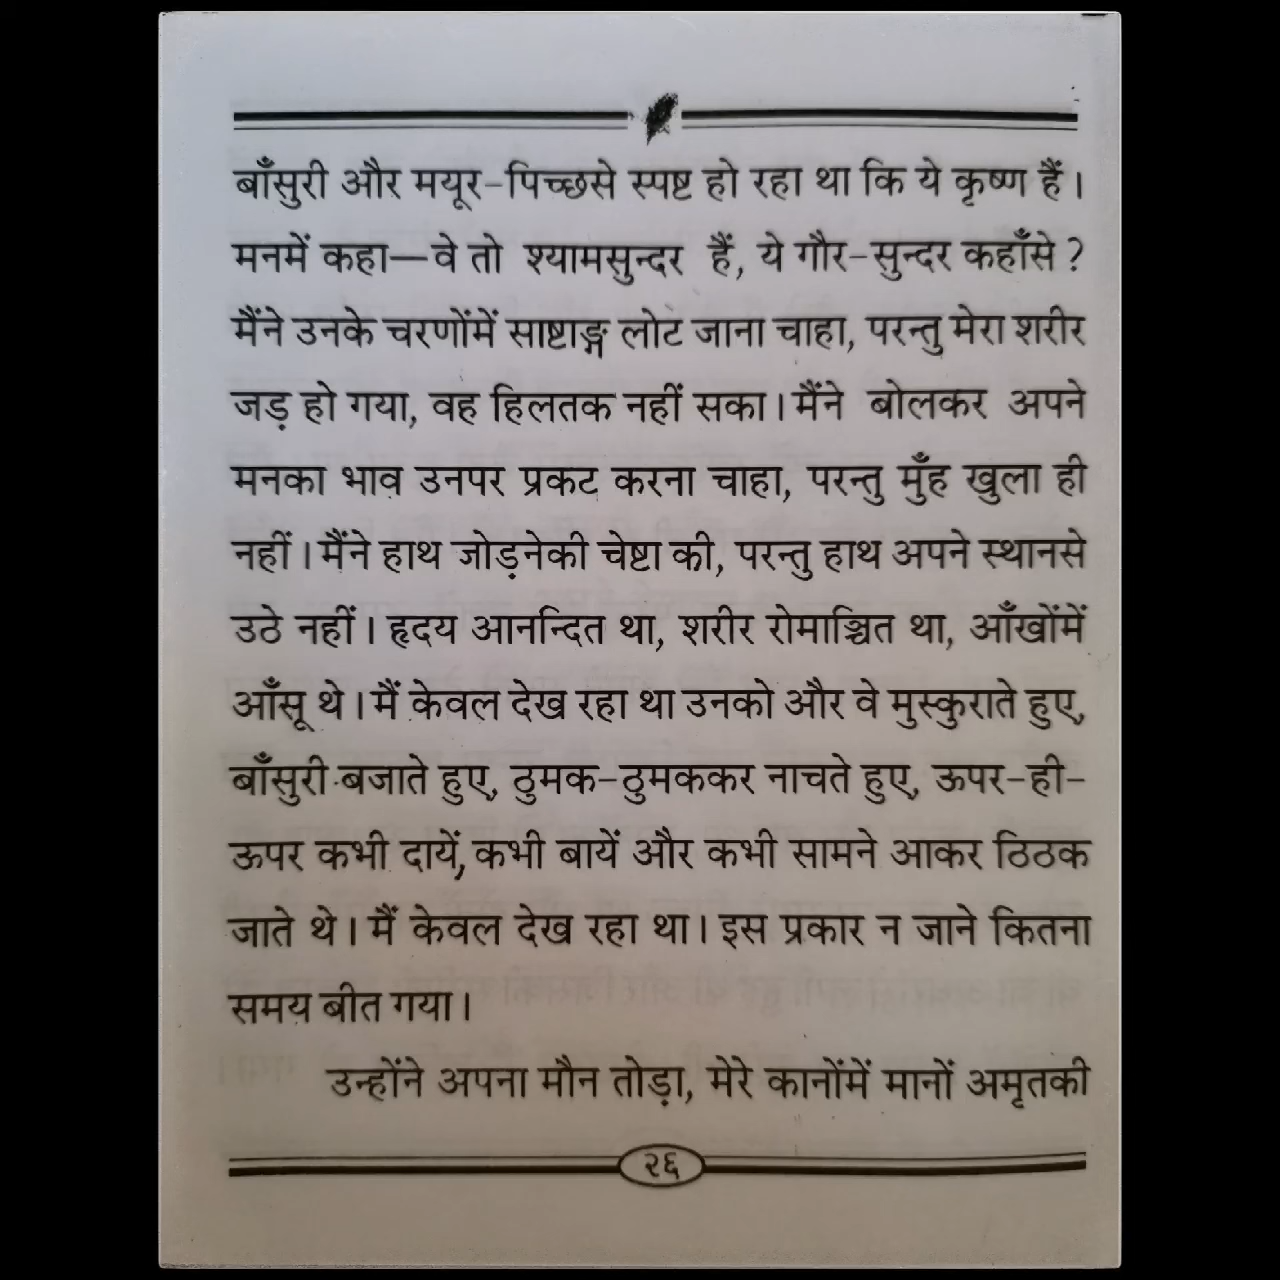 बाँसुरी और मयूर-पिच्छसे स्पष्ट हो रहा था कि ये कृष्ण हैं।
मनमें कहा—वे तो श्यामसुन्दर हैं, ये गौर-सुन्दर कहाँसे ?
मैंने उनके चरणोंमें साष्टाङ्ग लोट जाना चाहा, परन्तु मेरा शरीर
जड़ हो गया, वह हिलतक नहीं सका। मैंने बोलकर अपने
मनका भाव उनपर प्रकट करना चाहा, परन्तु मुँह खुला ही
नहीं। मैंने हाथ जोड़नेकी चेष्टा की, परन्तु हाथ अपने स्थानसे
उठे नहीं। हृदय आनन्दित था, शरीर रोमाञ्चित था, आँखोंमें
आँसू थे। मैं केवल देख रहा था उनको और वे मुस्कुराते हुए,
बाँसुरी बजाते हुए, ठुमक-ठुमककर नाचते हुए, ऊपर-ही-
ऊपर कभी दायें, कभी बायें और कभी सामने आकर ठिठक
जाते थे। मैं केवल देख रहा था। इस प्रकार न जाने कितना
समय बीत गया।
उन्होंने अपना मौन तोड़ा, मेरे कानोंमें मानों अमृतकी
२६